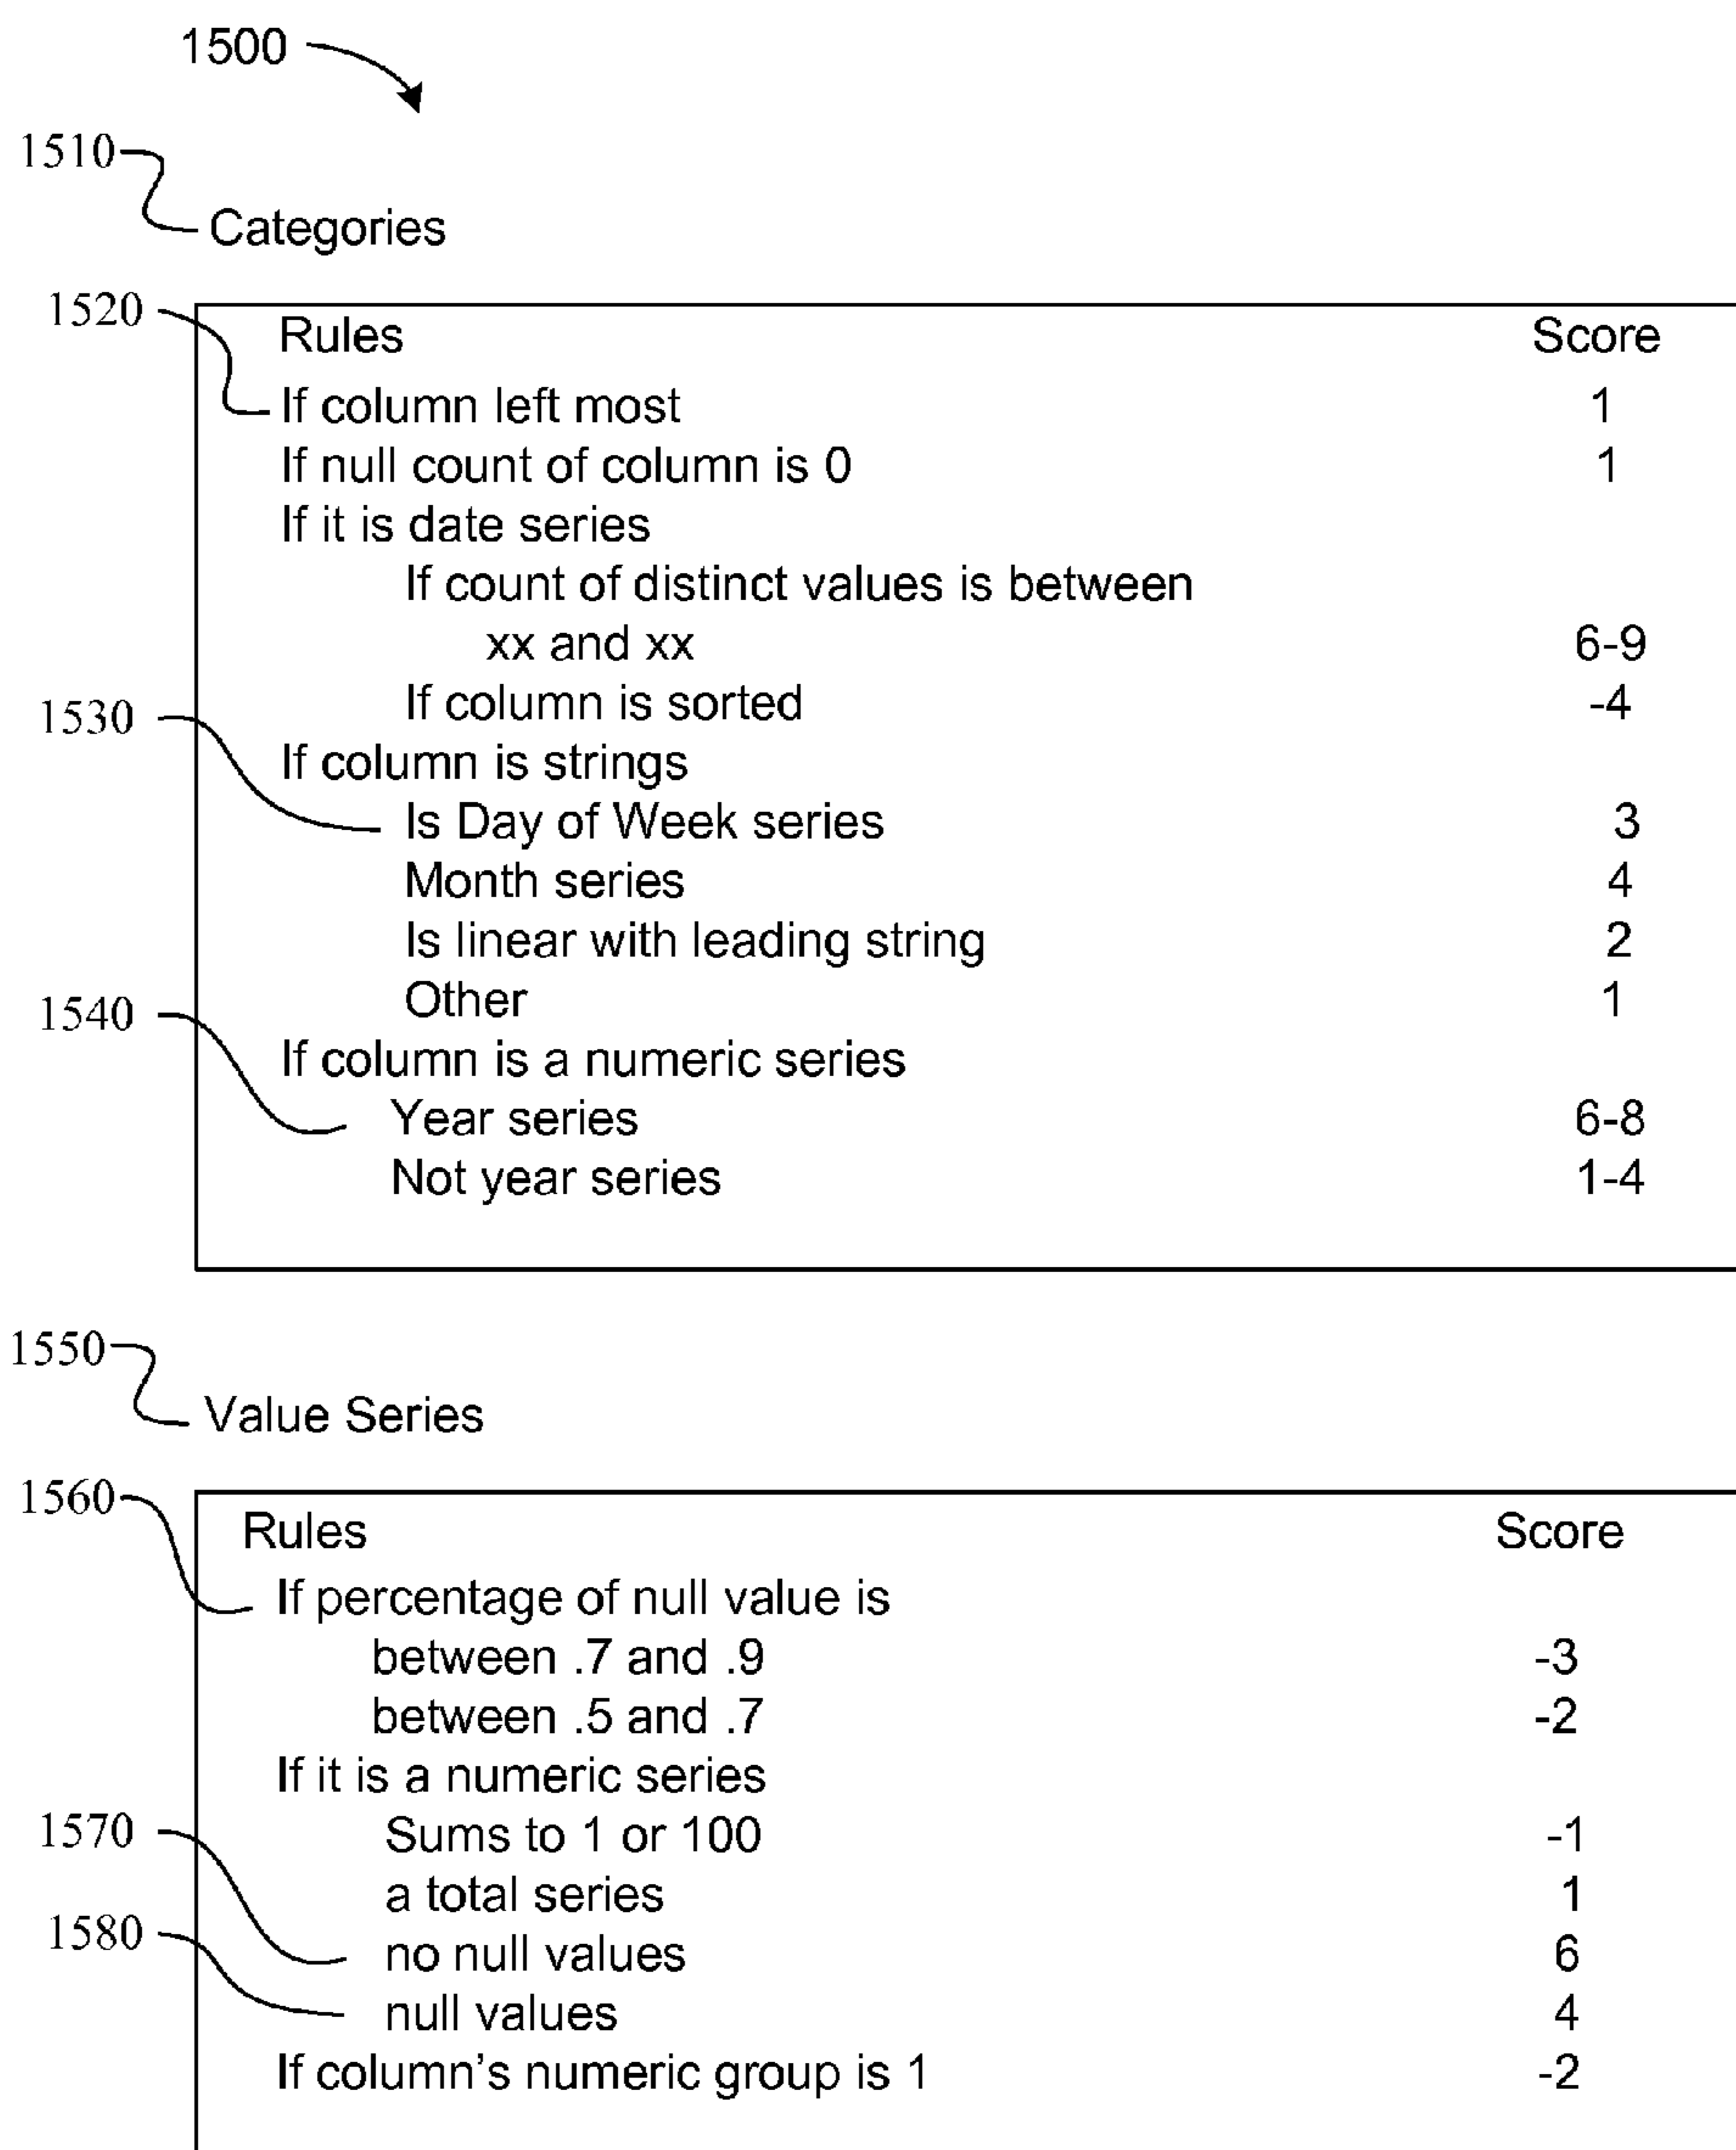 1500
1510
Categories
1520
Rules Score
If column left most 1
If null count of column is 0 1
If it is date series
If count of distinct values is between
xx and xx 6-9
If column is sorted -4
1530
If column is strings
Is Day of Week series 3
Month series 4
Is linear with leading string 2
Other 1
1540
If column is a numeric series
Year series 6-8
Not year series 1-4
1550
Value Series
1560
Rules Score
If percentage of null value is
between .7 and .9 -3
between .5 and .7 -2
If it is a numeric series
1570
Sums to 1 or 100 -1
a total series 1
1580
no null values 6
null values 4
If column’s numeric group is 1 -2